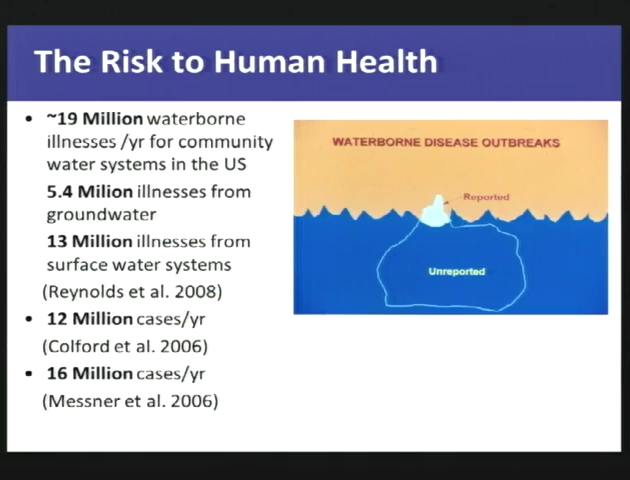 The Risk to Human Health
• ~19 Million waterborne
illnesses /yr for community
water systems in the US
5.4 Milion illnesses from
groundwater
13 Million illnesses from
surface water systems
(Reynolds et al. 2008)
• 12 Million cases/yr
(Colford et al. 2006)
• 16 Million cases/yr
(Messner et al. 2006)
WATERBORNE DISEASE OUTBREAKS
Reported
Unreported